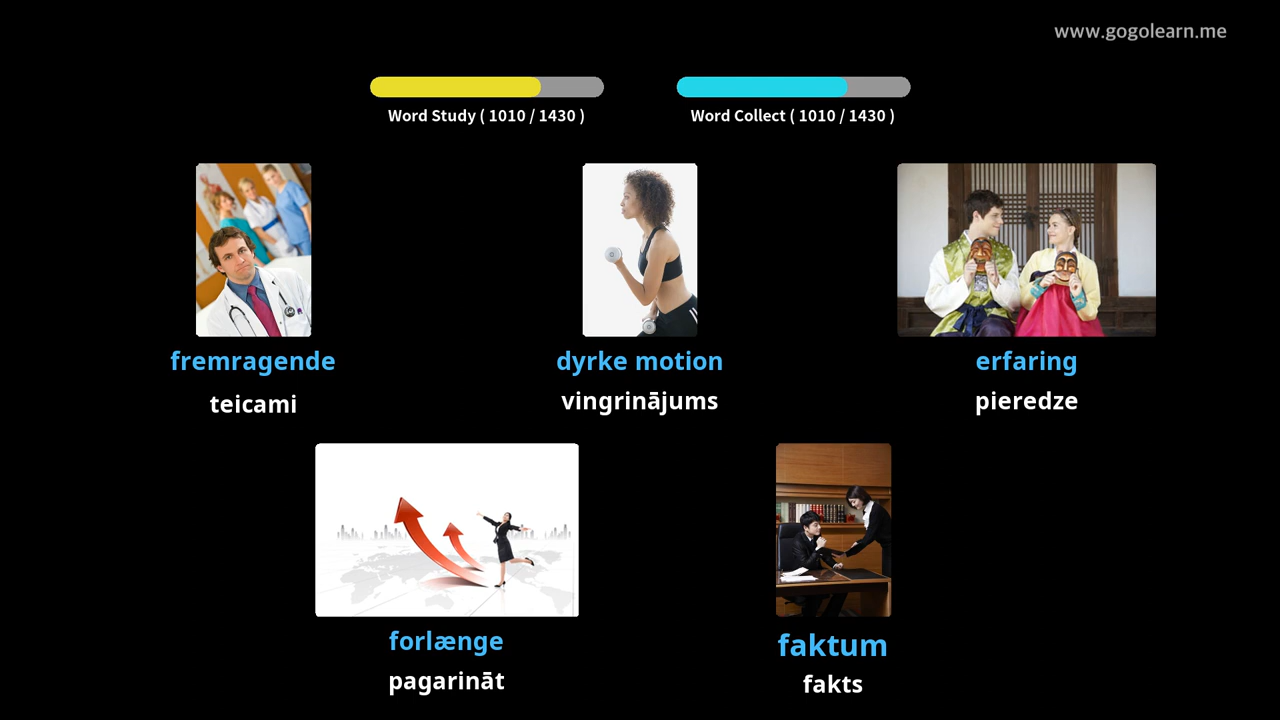 www.gogolearn.me
Word Study ( 1010 / 1430 )
Word Collect ( 1010 / 1430 )
fremragende
teicami
dyrke motion
vingrinājums
erfaring
pieredze
forlænge
pagarināt
faktum
fakts